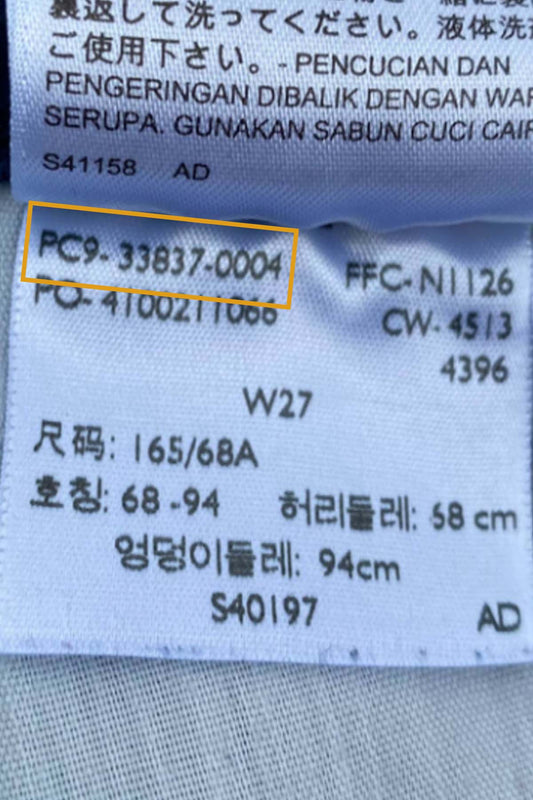 裏返して洗ってください。液体洗
ご使用下さい。- PENCUCIAN DAN
PENGERINGAN DIBALIK DENGAN WAR
SERUPA. GUNAKAN SABUN CUCI CAIR
S41158 AD
PC9- 33837-0004 FFC- N1126
PO- 4100211066 CW- 4513
4396
W27
尺码: 165/68A
호칭: 68 -94 허리둘레: 68 cm
엉덩이둘레: 94cm
S40197 AD